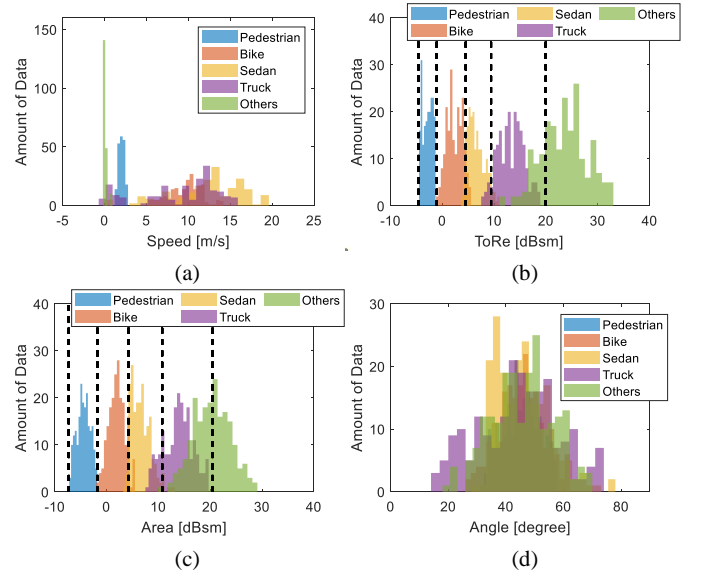 Pedestrian
Bike
Sedan
Truck
Others
150
100
50
0
Amount of Data
-5 0 5 10 15 20 25
Speed [m/s]
(a)
Pedestrian Sedan Others
Bike Truck
40
30
20
10
0
Amount of Data
-10 0 10 20 30 40
ToRe [dBsm]
(b)
Pedestrian Sedan Others
Bike Truck
40
30
20
10
0
Amount of Data
-10 0 10 20 30 40
Area [dBsm]
(c)
Pedestrian
Bike
Sedan
Truck
Others
30
20
10
0
Amount of Data
0 20 40 60 80
Angle [degree]
(d)